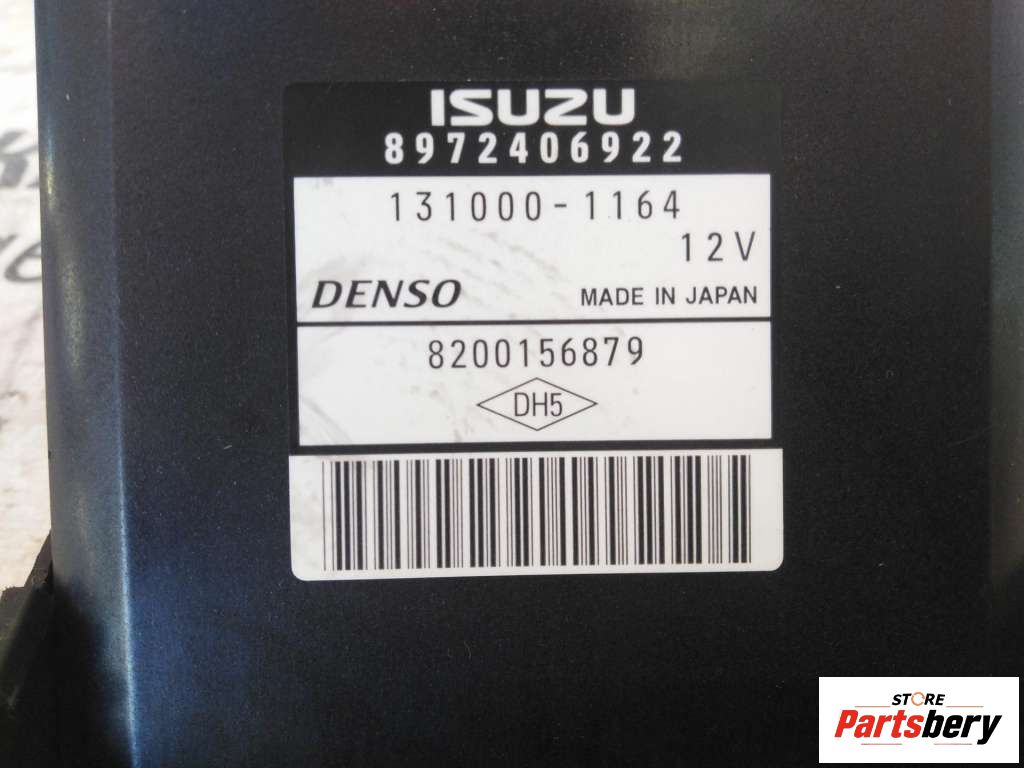 ISUZU
8972406922
131000-1164
12V
DENSO MADE IN JAPAN
8200156879
DH5
STORE
Partsbery